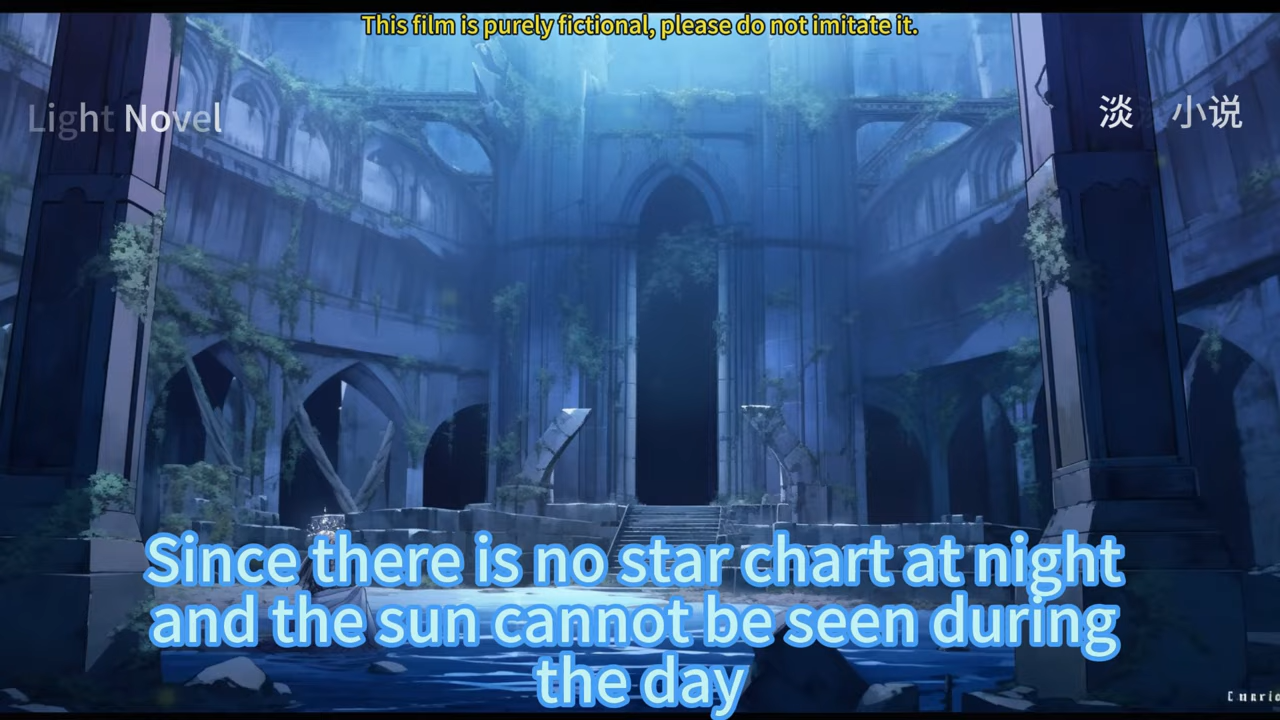 This film is purely fictional, please do not imitate it.
Light Novel
淡 小说
Since there is no star chart at night
and the sun cannot be seen during
the day